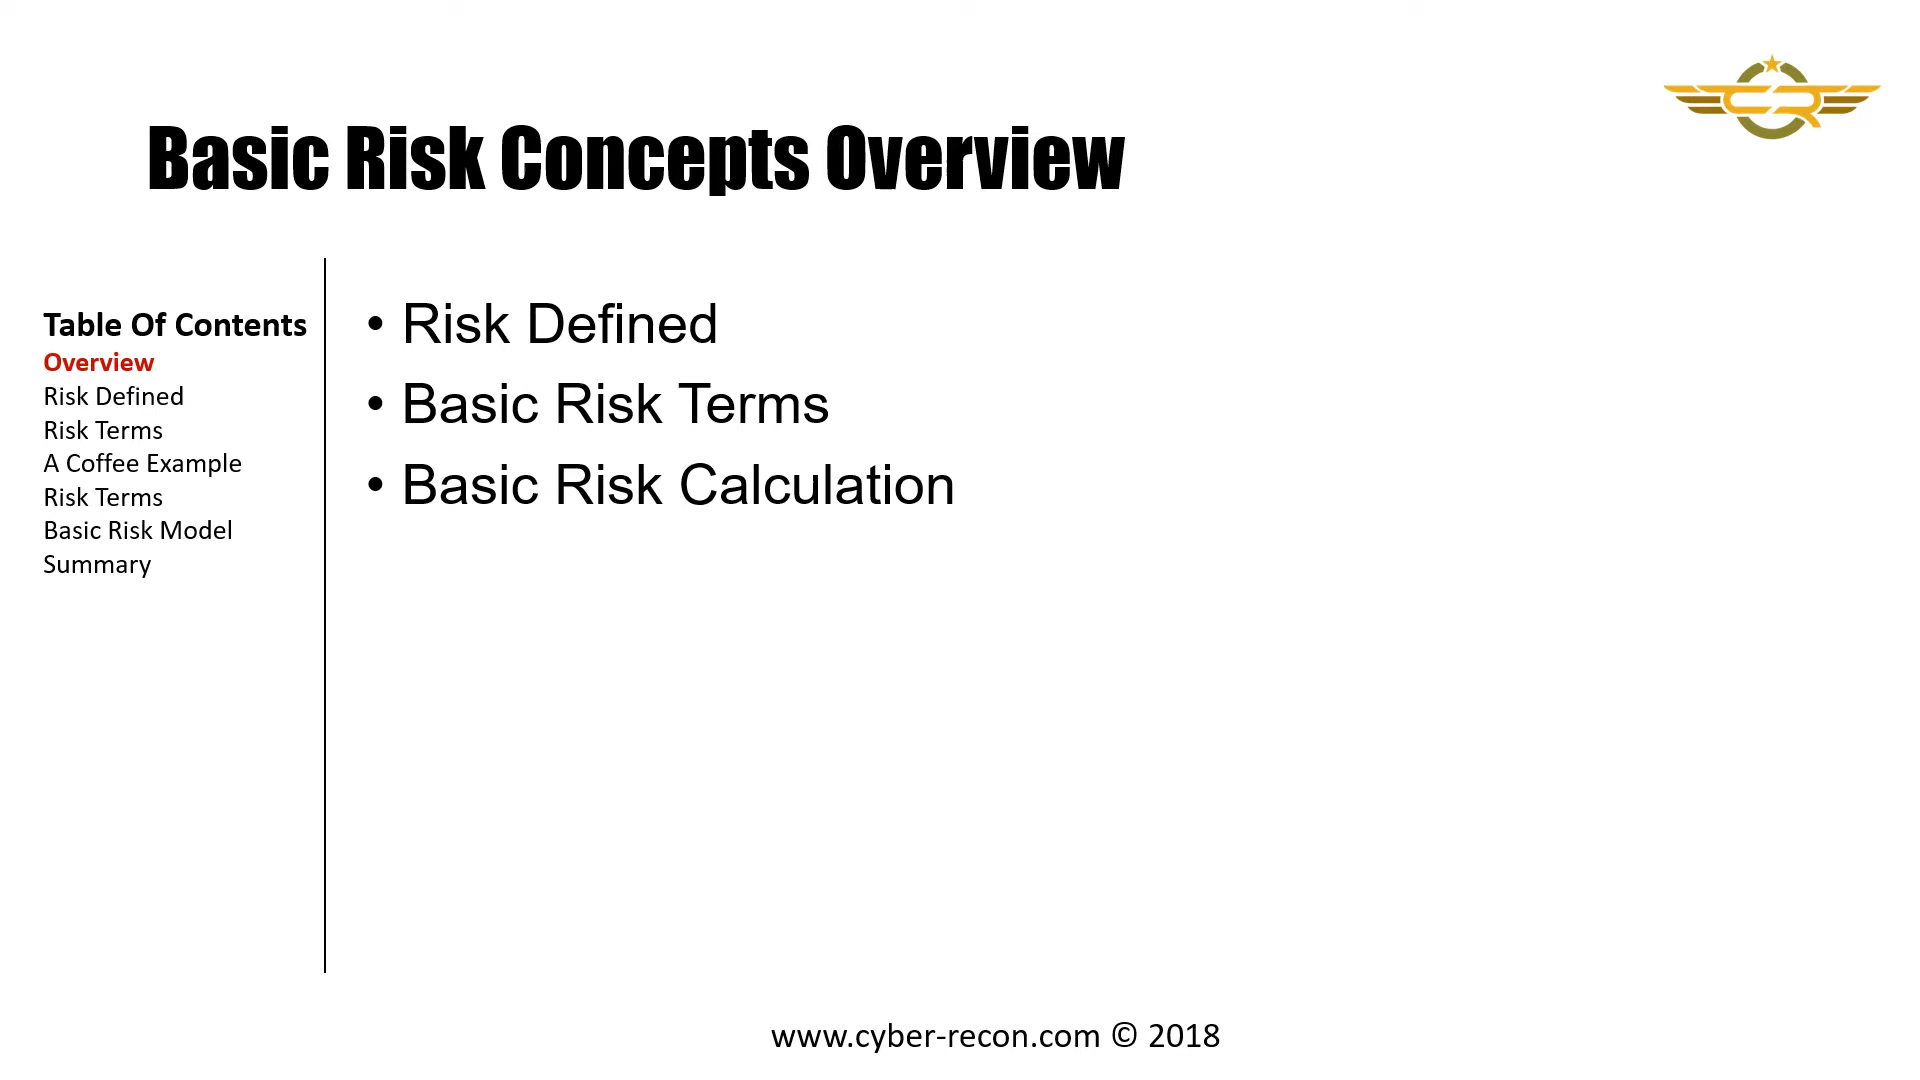 Basic Risk Concepts Overview
Table Of Contents
Overview
Risk Defined
Risk Terms
A Coffee Example
Risk Terms
Basic Risk Model
Summary
• Risk Defined
• Basic Risk Terms
• Basic Risk Calculation
CR
www.cyber-recon.com © 2018